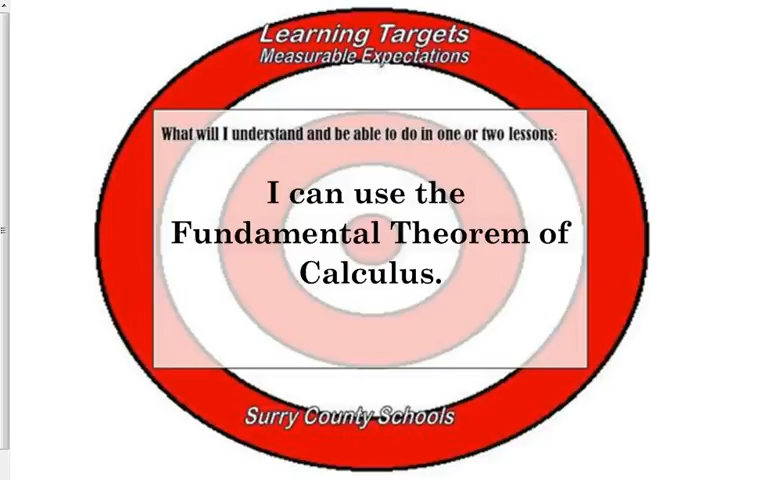 Learning Targets
Measurable Expectations
What will I understand and be able to do in one or two lessons:
I can use the
Fundamental Theorem of
Calculus.
Surry County Schools